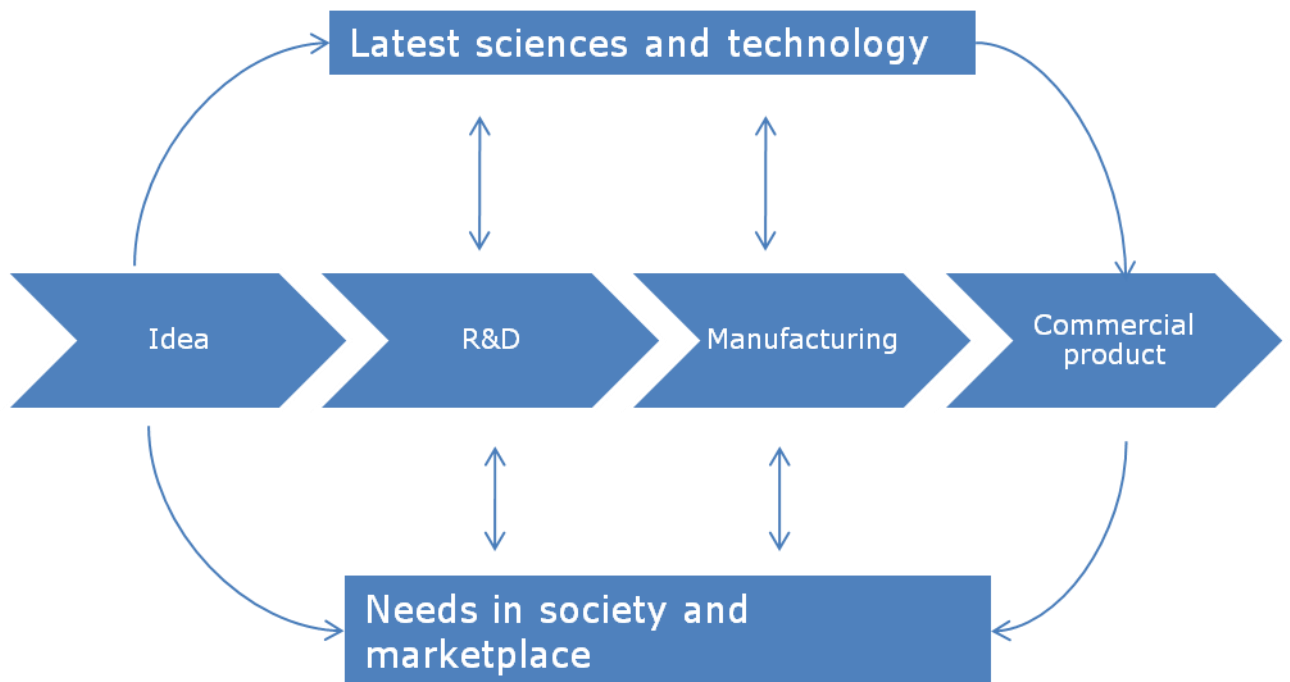 Latest sciences and technology
Idea
R&D
Manufacturing
Commercial
product
Needs in society and
marketplace